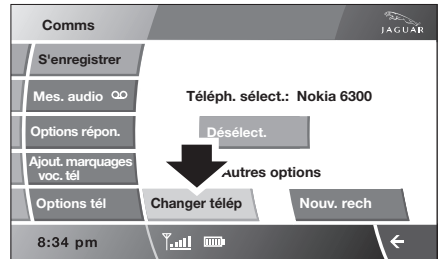 Comms
JAGUAR
S'enregistrer
Mes. audio
Téléph. sélect.: Nokia 6300
Options répon.
Désélect.
Ajout. marquages
voc. tél
Autres options
Options tél
Changer télép
Nouv. rech
8:34 pm